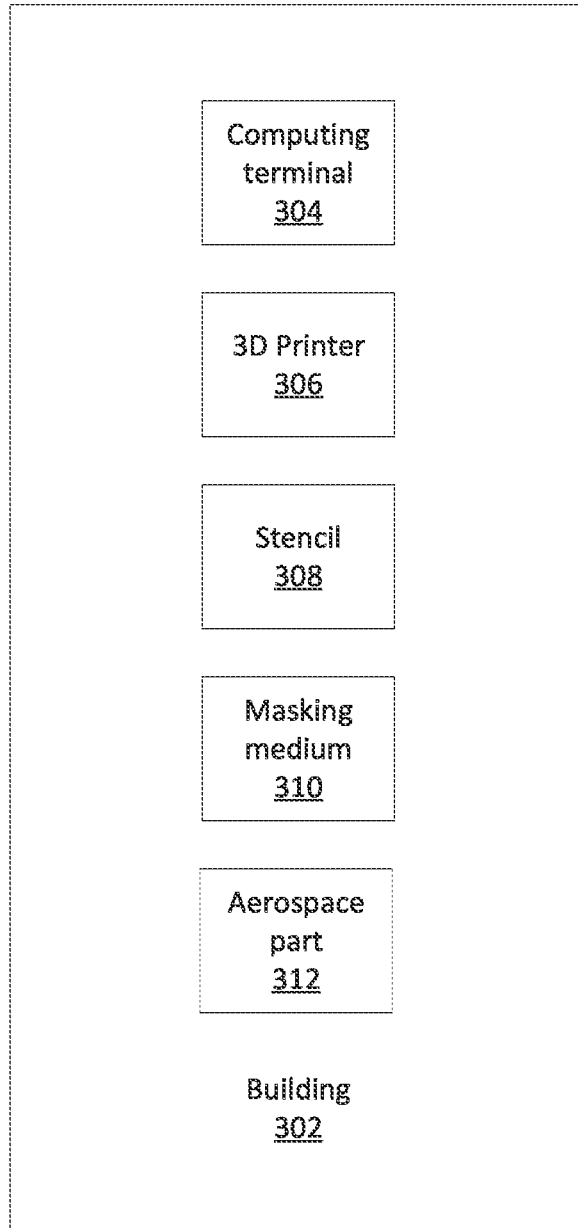 Computing
terminal
304
3D Printer
306
Stencil
308
Masking
medium
310
Aerospace
part
312
Building
302